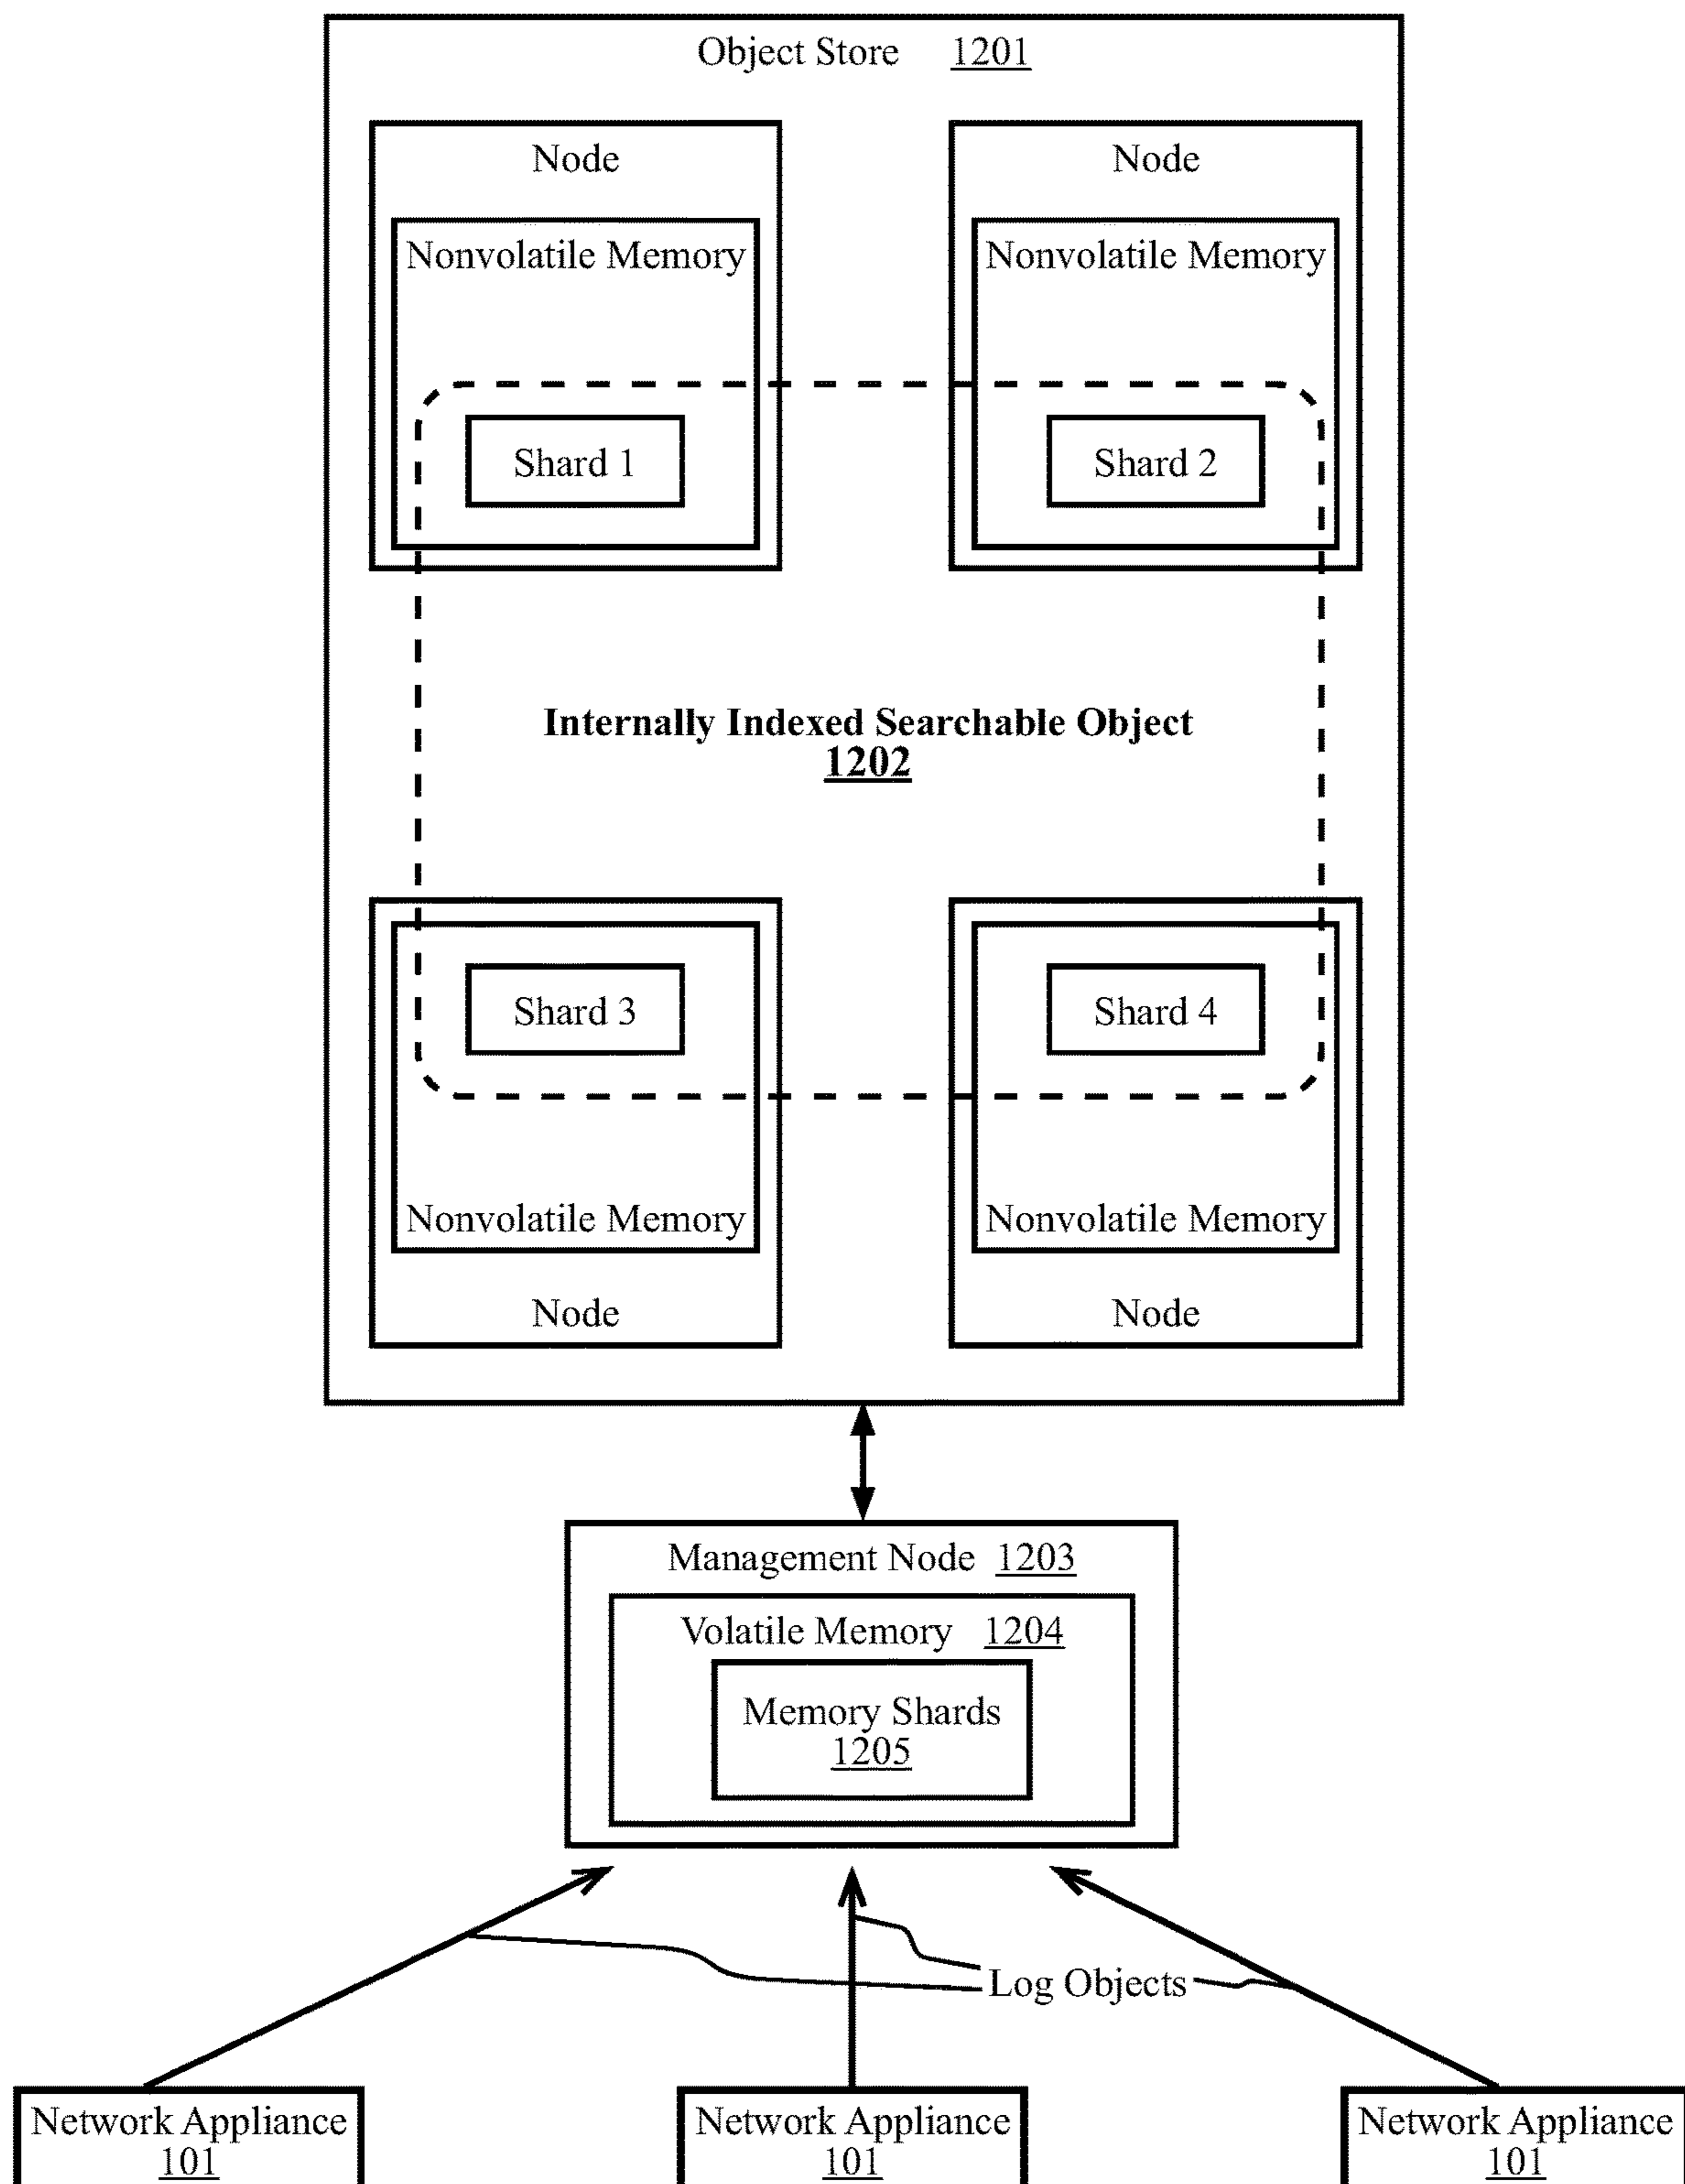 Object Store 1201
Node
Node
Nonvolatile Memory
Nonvolatile Memory
Shard 1
Shard 2
Internally Indexed Searchable Object
1202
Shard 3
Shard 4
Nonvolatile Memory
Nonvolatile Memory
Node
Node
Management Node 1203
Volatile Memory 1204
Memory Shards
1205
Log Objects
Network Appliance
101
Network Appliance
101
Network Appliance
101